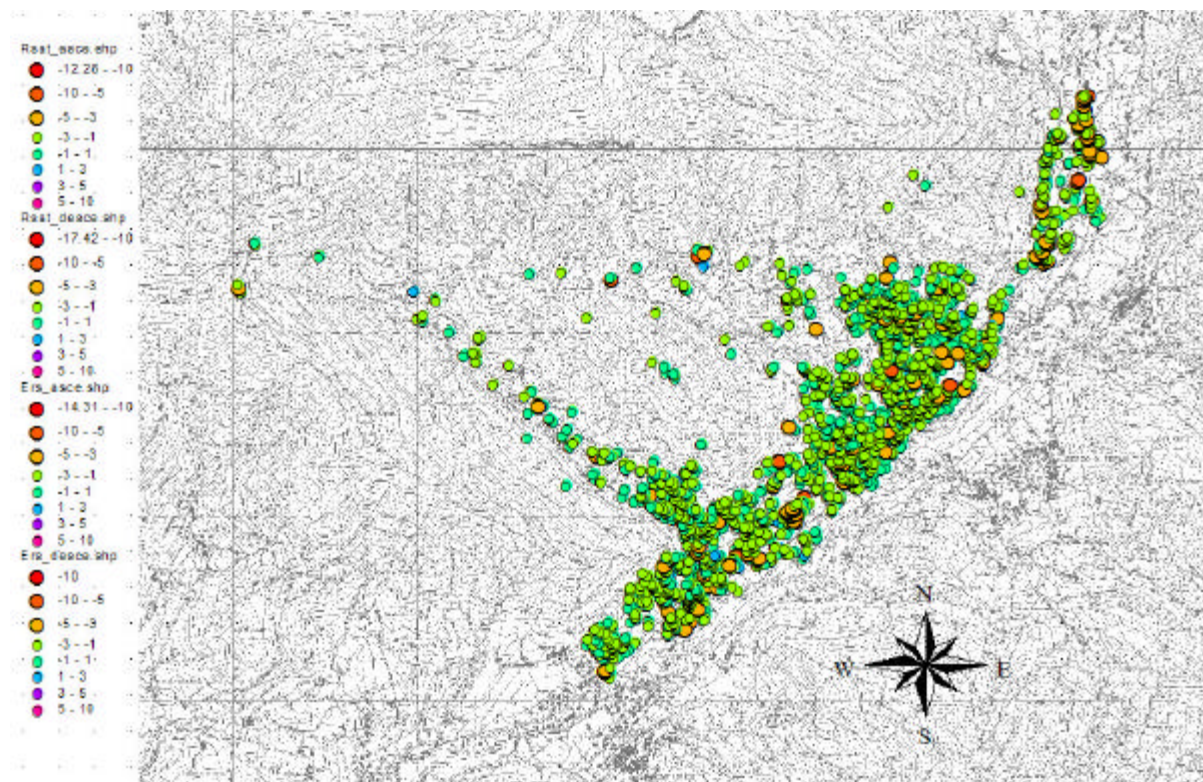 Rsat_asce.shp
-12.26 - -10
-10 - -5
-5 - -3
-3 - -1
-1 - 1
1 - 3
3 - 5
5 - 10
Rsat_desce.shp
-17.42 - -10
-10 - -5
-5 - -3
-3 - -1
-1 - 1
1 - 3
3 - 5
5 - 10
Ers_asce.shp
-14.31 - -10
-10 - -5
-5 - -3
-3 - -1
-1 - 1
1 - 3
3 - 5
5 - 10
Ers_desce.shp
-10
-10 - -5
-5 - -3
-3 - -1
-1 - 1
1 - 3
3 - 5
5 - 10
N
W E
S